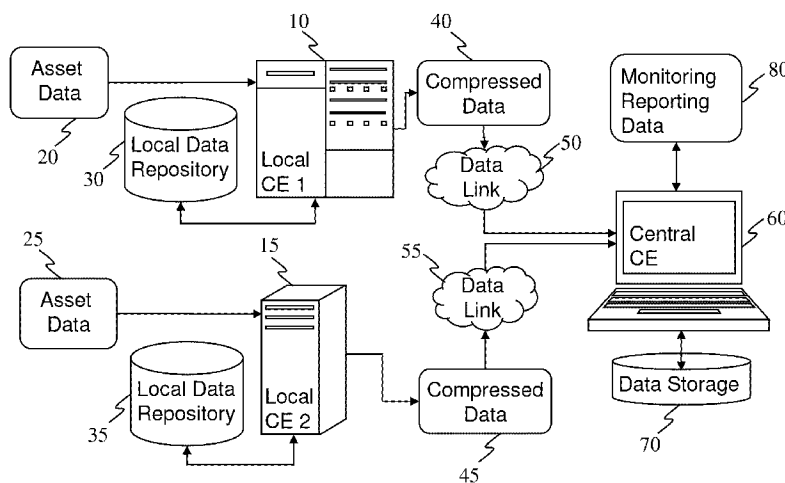 10
40
Asset
Data
20
30
Local Data
Repository
Local
CE 1
Compressed
Data
50
Data
Link
Monitoring
Reporting
Data
80
Central
CE
60
25
Asset
Data
15
55
Data
Link
35
Local Data
Repository
Local
CE 2
Compressed
Data
45
Data Storage
70